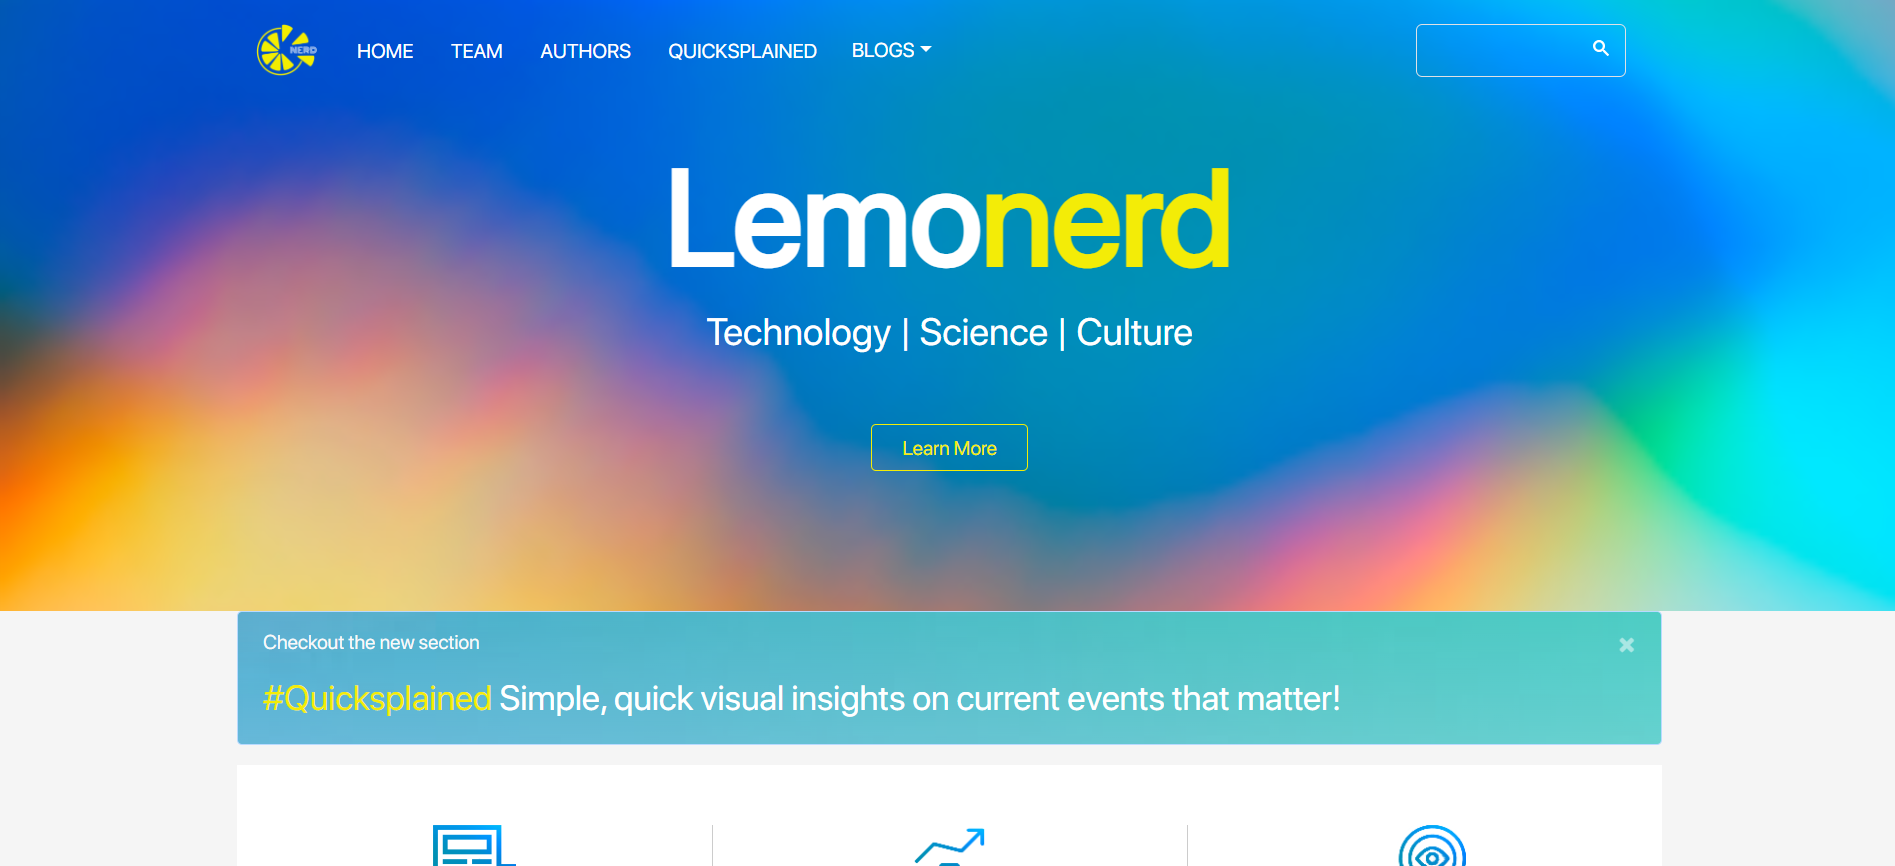 NERD
HOME TEAM AUTHORS QUICKSPLAINED BLOGS
Lemonerd
Technology | Science | Culture
Learn More
Checkout the new section
#Quicksplained Simple, quick visual insights on current events that matter!